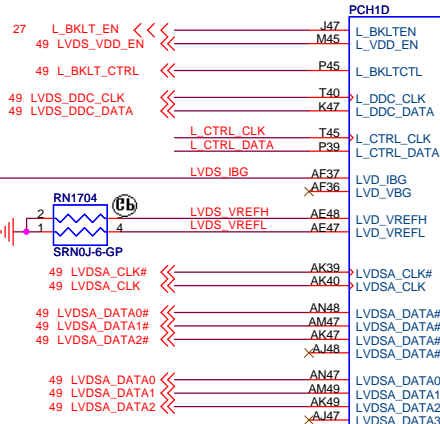 PCH1D
27 L_BKLT_EN J47 L_BKLTEN
49 LVDS_VDD_EN M45 L_VDD_EN
49 L_BKLT_CTRL P45 L_BKLTCTL
49 LVDS_DDC_CLK T40 L_DDC_CLK
49 LVDS_DDC_DATA K47 L_DDC_DATA
L_CTRL_CLK T45 L_CTRL_CLK
L_CTRL_DATA P39 L_CTRL_DATA
LVDS_IBG AF37 LVD_IBG
AF36 LVD_VBG
RN1704
2 LVDS_VREFH AE48 LVD_VREFH
1 4 LVDS_VREFL AE47 LVD_VREFL
SRN0J-6-GP
49 LVDSA_CLK# AK39 LVDSA_CLK#
49 LVDSA_CLK AK40 LVDSA_CLK
49 LVDSA_DATA0# AN48 LVDSA_DATA#
49 LVDSA_DATA1# AM47 LVDSA_DATA#
49 LVDSA_DATA2# AK47 LVDSA_DATA#
AJ48 LVDSA_DATA#
49 LVDSA_DATA0 AN47 LVDSA_DATA0
49 LVDSA_DATA1 AM49 LVDSA_DATA1
49 LVDSA_DATA2 AK49 LVDSA_DATA2
AJ47 LVDSA_DATA3